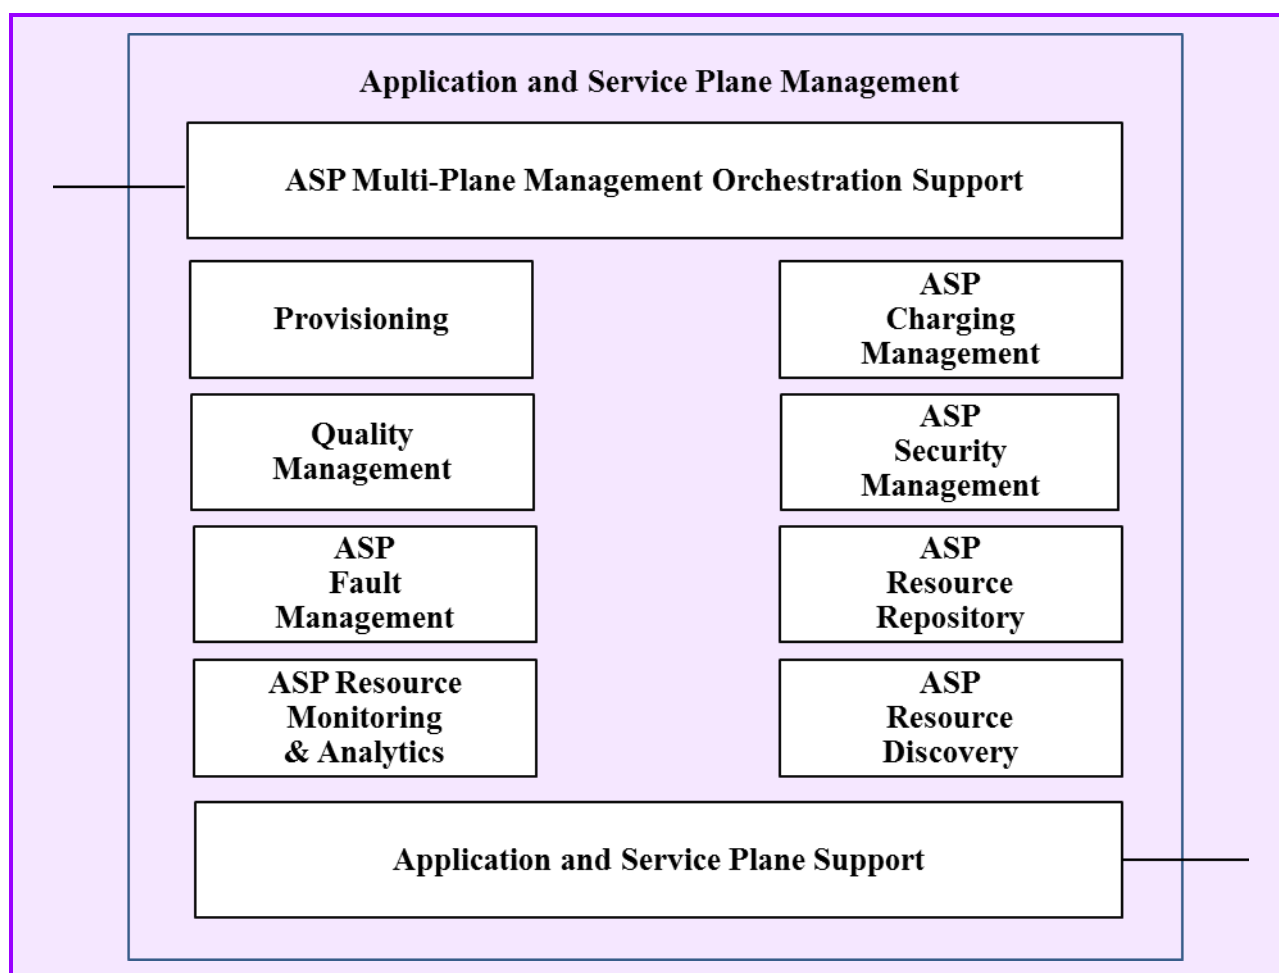 Application and Service Plane Management
ASP Multi-Plane Management Orchestration Support
Provisioning
ASP
Charging
Management
Quality
Management
ASP
Security
Management
ASP
Fault
Management
ASP
Resource
Repository
ASP Resource
Monitoring
& Analytics
ASP
Resource
Discovery
Application and Service Plane Support